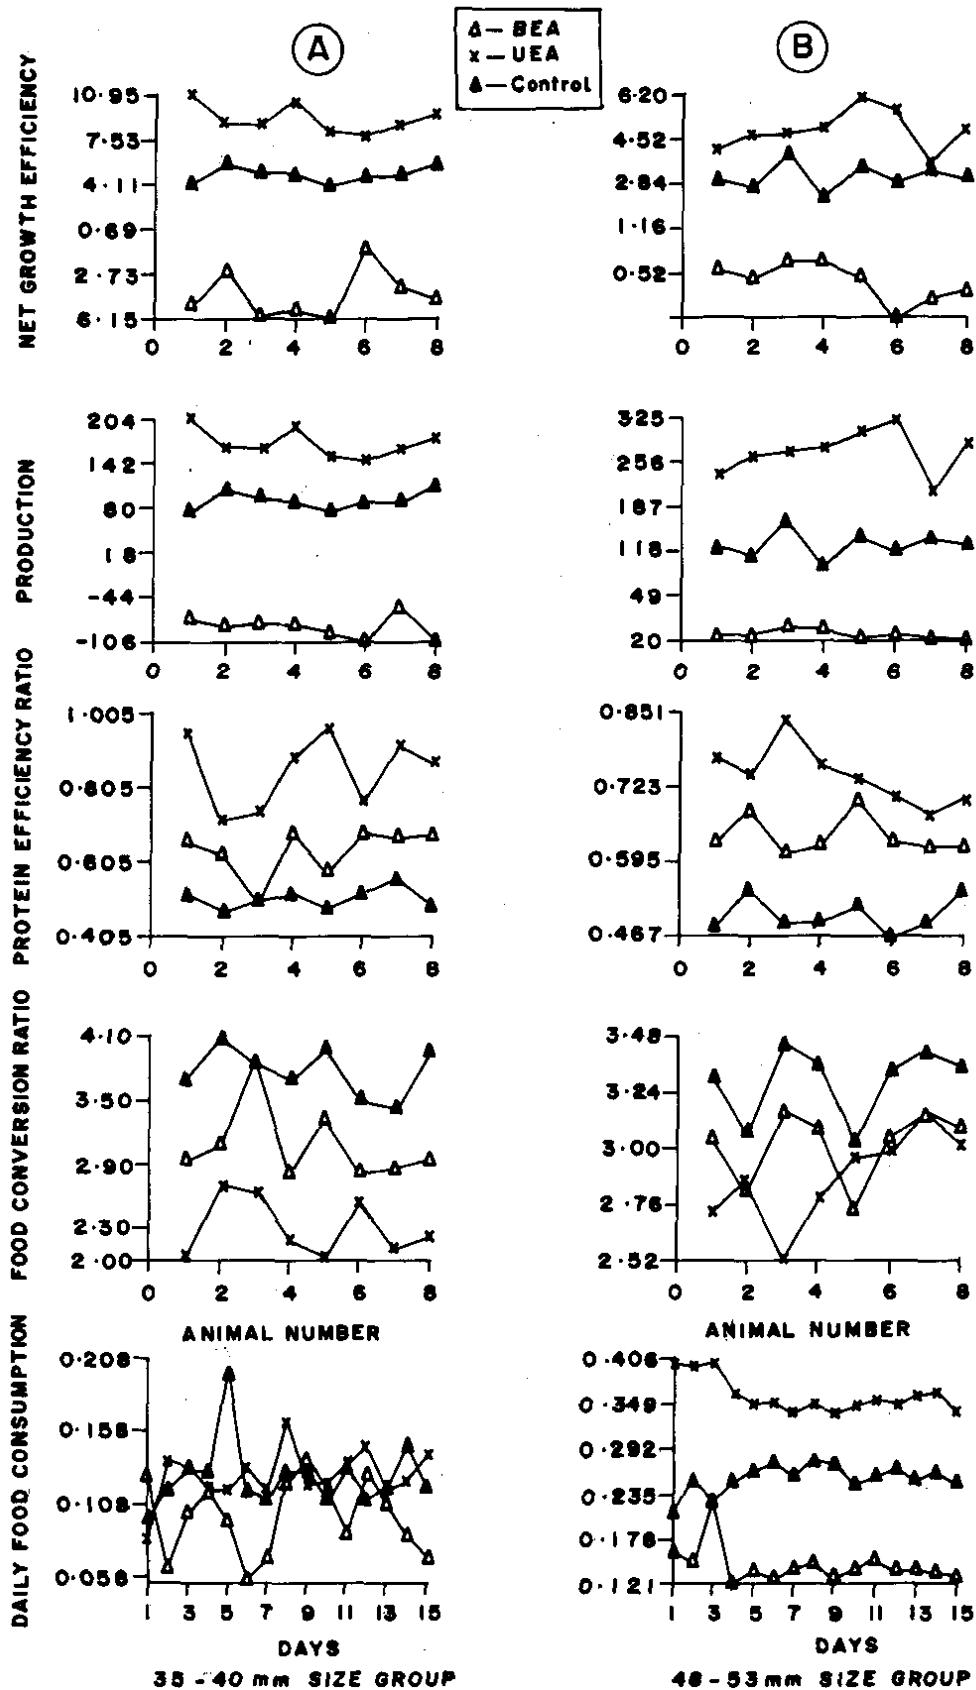 A
B
Δ— BEA
x — UEA
▲— Control
NET GROWTH EFFICIENCY
10.95
7.53
4.11
0.69
2.73
6.15
0 2 4 6 8
6.20
4.52
2.84
1.16
0.52
0 2 4 6 8
PRODUCTION
204
142
80
18
-44
-106
0 2 4 6 8
325
256
187
118
49
20
0 2 4 6 8
PROTEIN EFFICIENCY RATIO
1.005
0.805
0.605
0.405
0 2 4 6 8
0.851
0.723
0.595
0.467
0 2 4 6 8
FOOD CONVERSION RATIO
4.10
3.50
2.90
2.30
2.00
0 2 4 6 8
ANIMAL NUMBER
3.48
3.24
3.00
2.76
2.52
0 2 4 6 8
ANIMAL NUMBER
DAILY FOOD CONSUMPTION
0.208
0.158
0.108
0.058
1 3 5 7 9 11 13 15
DAYS
35-40 mm SIZE GROUP
0.406
0.349
0.292
0.235
0.178
0.121
1 3 5 7 9 11 13 15
DAYS
48-53mm SIZE GROUP